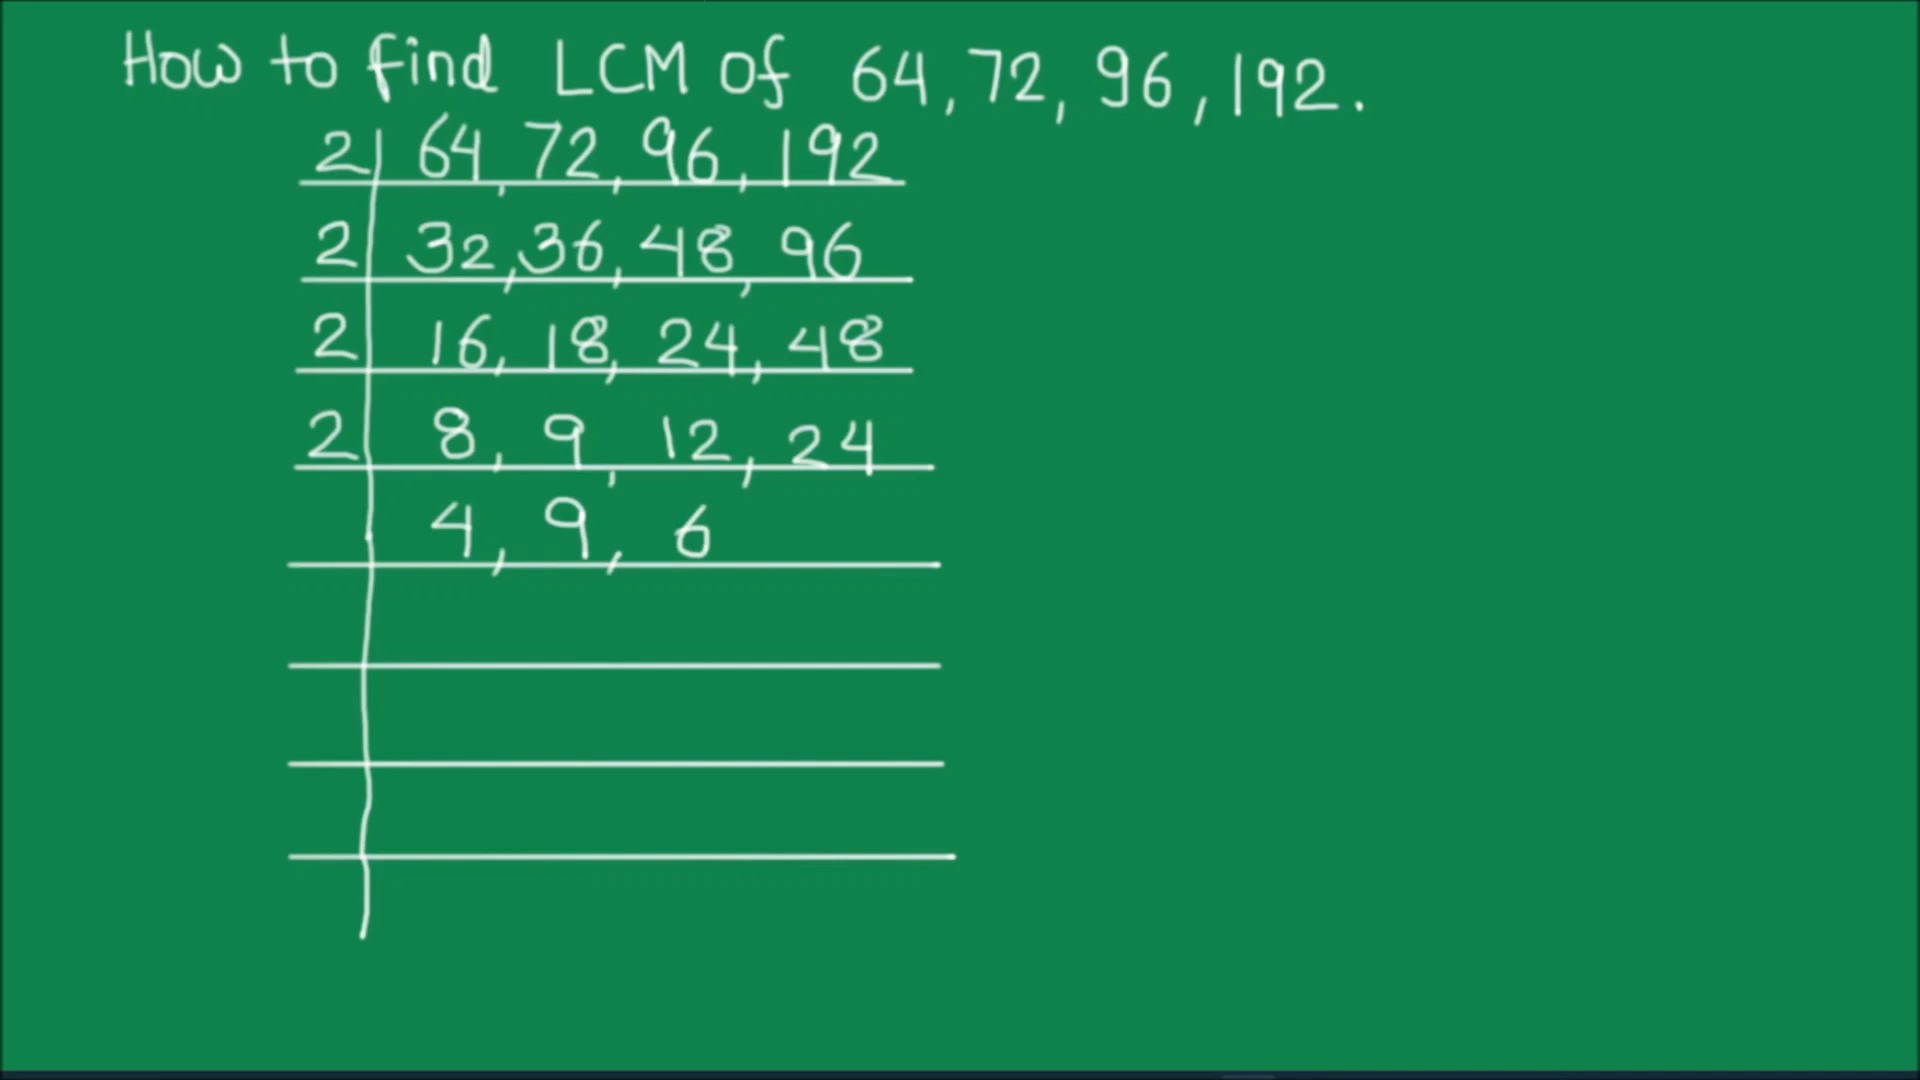 How to find LCM of 64, 72, 96, 192.
2 64, 72, 96, 192
2 32, 36, 48, 96
2 16, 18, 24, 48
2 8, 9, 12, 24
4, 9, 6